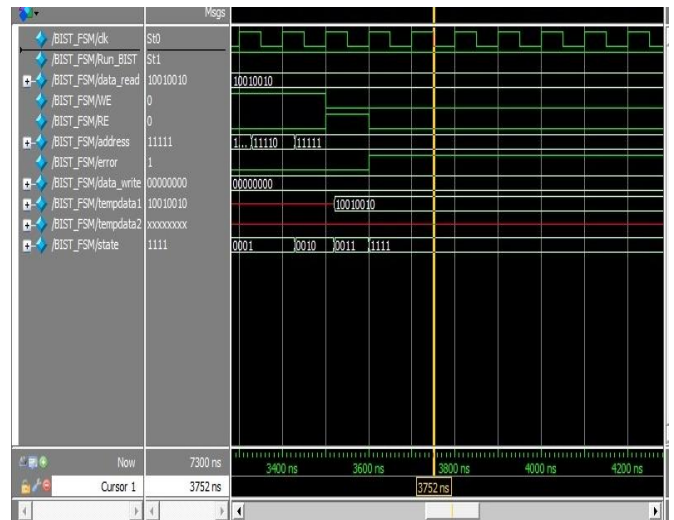 Msgs
/BIST_FSM/clk St0
/BIST_FSM/Run_BIST St1
/BIST_FSM/data_read 10010010 10010010
/BIST_FSM/WE 0
/BIST_FSM/RE 0
/BIST_FSM/address 11111 1... 11110 11111
/BIST_FSM/error 1
/BIST_FSM/data_write 00000000 00000000
/BIST_FSM/tempdata1 10010010 10010010
/BIST_FSM/tempdata2 xxxxxxxx
/BIST_FSM/state 1111 0001 0010 0011 1111
Now 7300 ns 3400 ns 3600 ns 3800 ns 4000 ns 4200 ns
Cursor 1 3752 ns 3752 ns